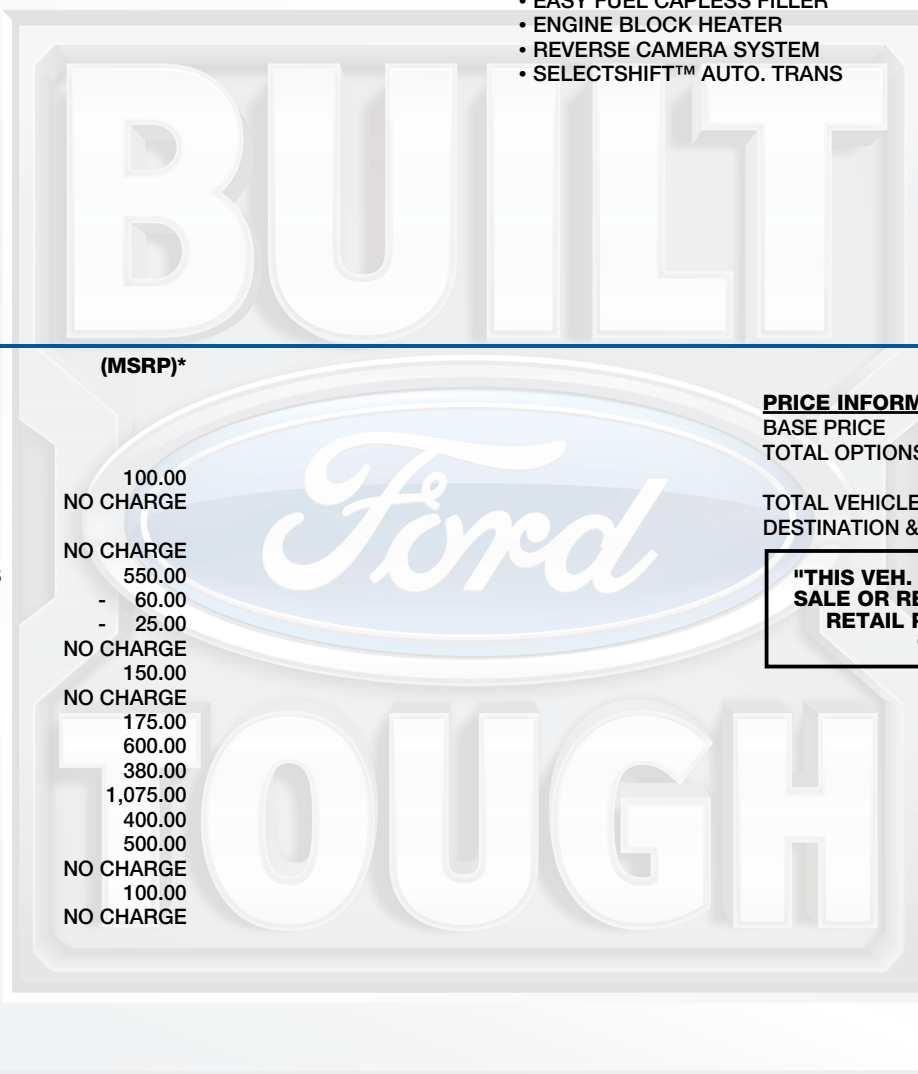 • EASY FUEL CAPLESS FILLER
• ENGINE BLOCK HEATER
• REVERSE CAMERA SYSTEM
• SELECTSHIFT™ AUTO. TRANS
BUILT
(MSRP)*
100.00
NO CHARGE
NO CHARGE
550.00
- 60.00
- 25.00
NO CHARGE
150.00
NO CHARGE
175.00
600.00
380.00
1,075.00
400.00
500.00
NO CHARGE
100.00
NO CHARGE
Ford
TOUGH
PRICE INFORM
BASE PRICE
TOTAL OPTIONS
TOTAL VEHICLE
DESTINATION &
"THIS VEH.
SALE OR RE
RETAIL P